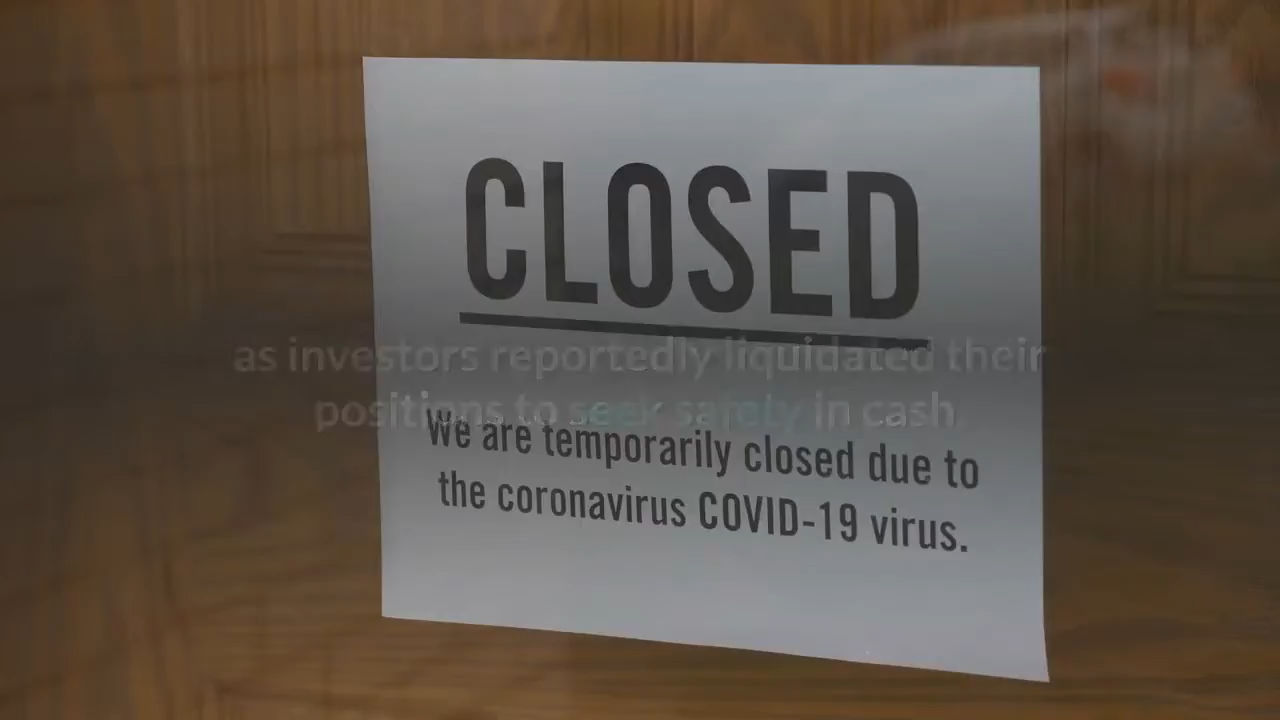 CLOSED
as investors reportedly liquidated their
positions to seek safety in cash
We are temporarily closed due to
the coronavirus COVID-19 virus.